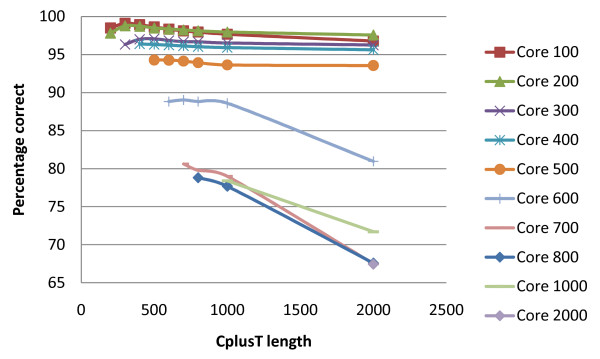 100
95
90
85
80
75
70
65
Percentage correct
0
500
1000
1500
2000
2500
CplusT length
Core 100
Core 200
Core 300
Core 400
Core 500
Core 600
Core 700
Core 800
Core 1000
Core 2000